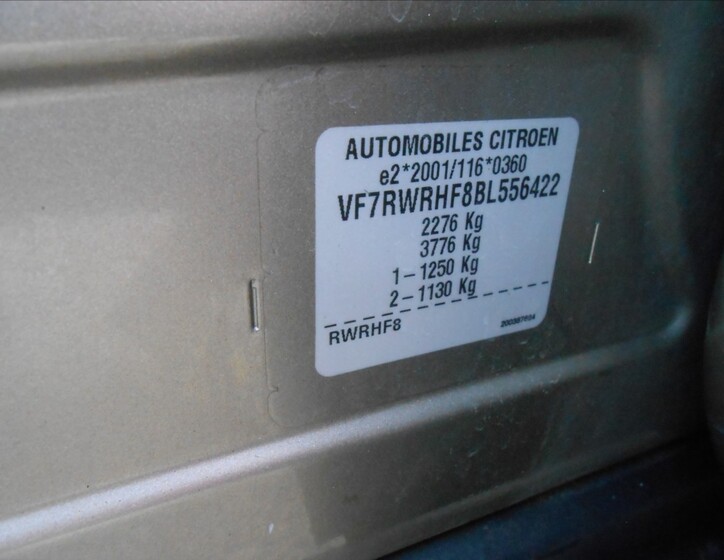 AUTOMOBILES CITROEN
e2*2001/116*0360
VF7RWRHF8BL556422
2276 Kg
3776 Kg
1-1250 Kg
2-1130 Kg
RWRHF8